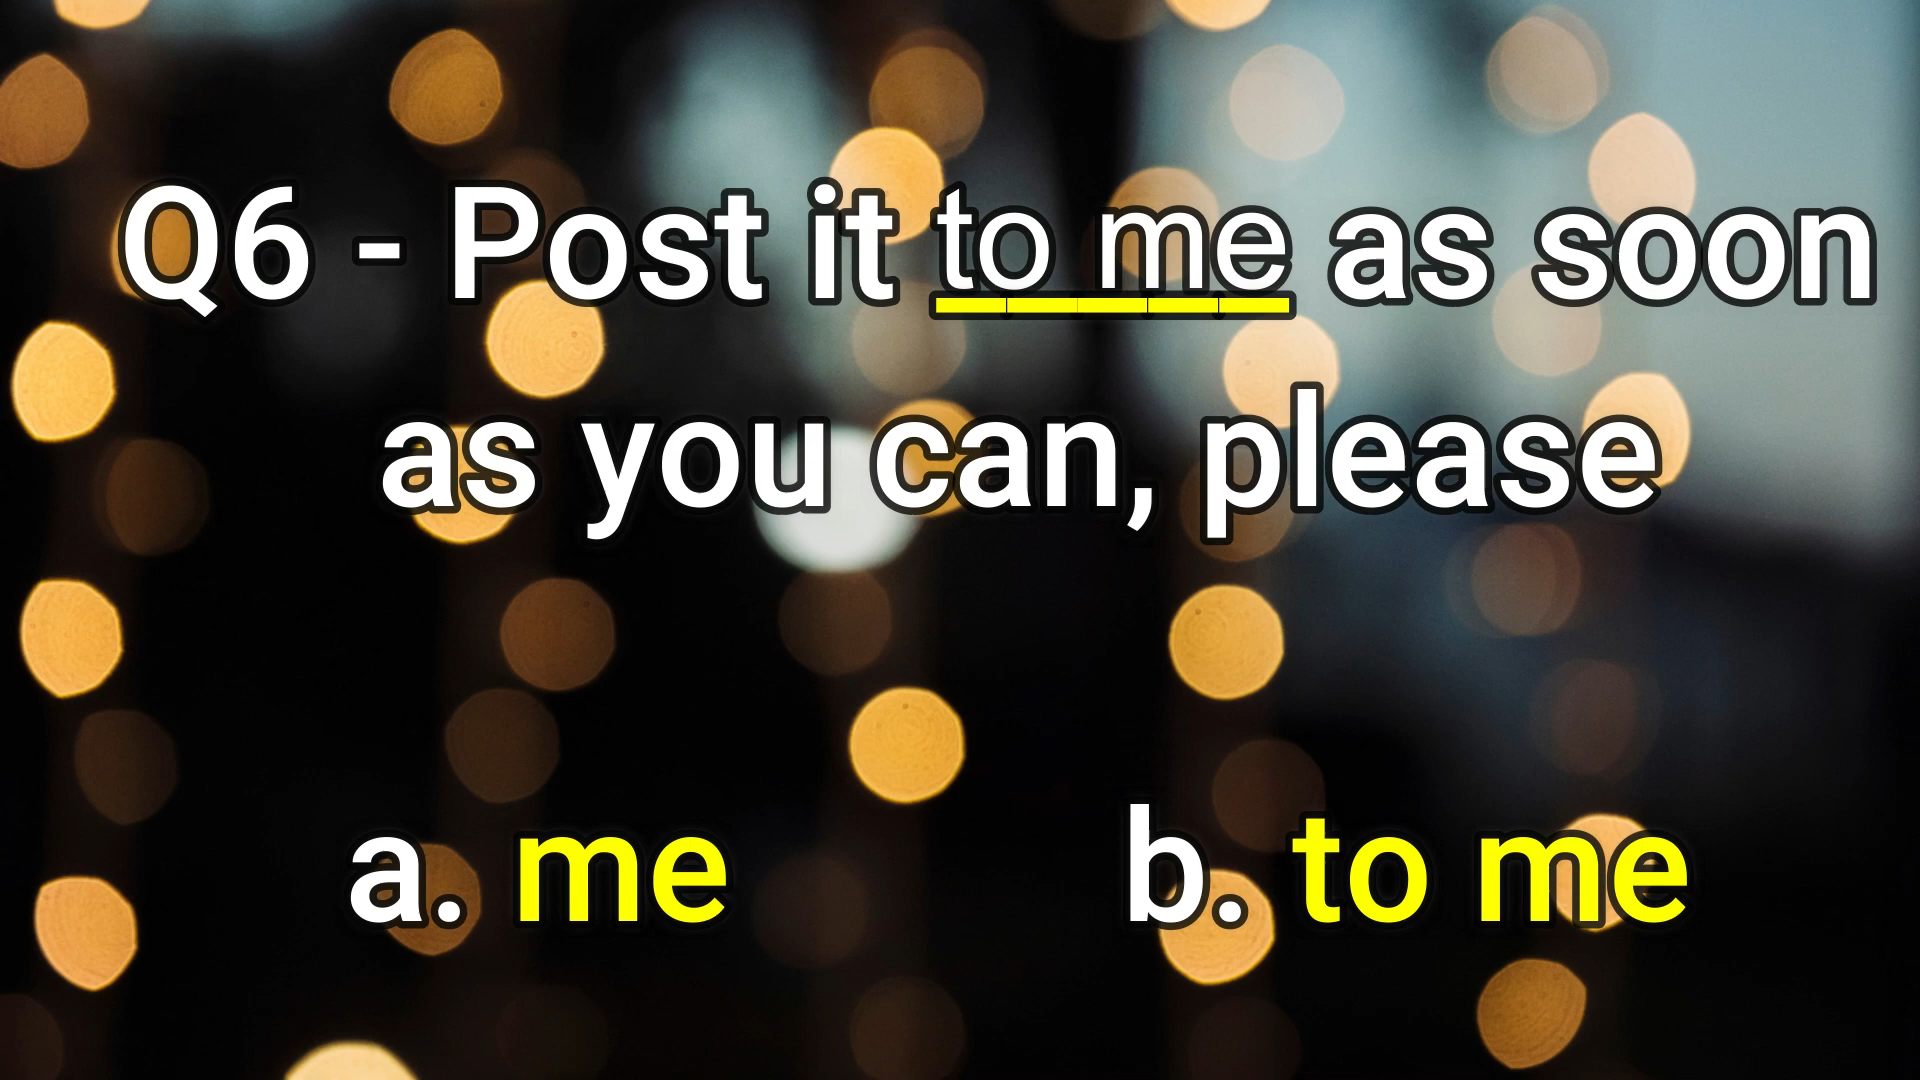 Q6 - Post it to me as soon
as you can, please
a. me
b. to me